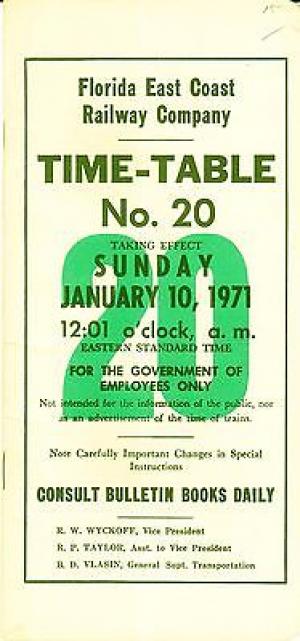 Florida East Coast
Railway Company
TIME-TABLE
No. 20
20
TAKING EFFECT
SUNDAY
JANUARY 10, 1971
12:01 o'clock, a. m.
EASTERN STANDARD TIME
FOR THE GOVERNMENT OF
EMPLOYEES ONLY
Not intended for the information of the public, nor
as an advertisement of the time of trains.
Note Carefully Important Changes in Special
Instructions
CONSULT BULLETIN BOOKS DAILY
R. W. WYCKOFF, Vice President
R. P. TAYLOR, Asst. to Vice President
B. D. VLASIN, General Supt. Transportation